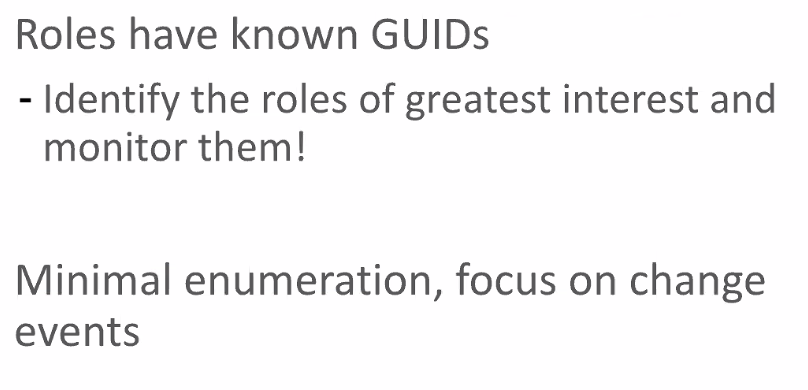 Roles have known GUIDs
- Identify the roles of greatest interest and
monitor them!
Minimal enumeration, focus on change
events